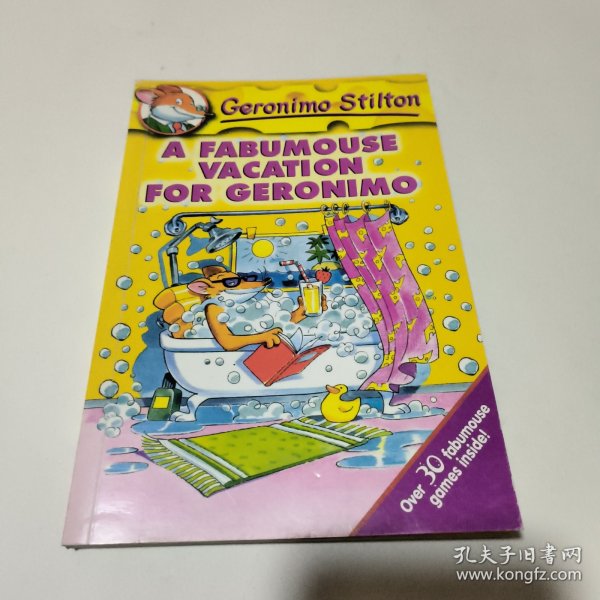 Geronimo Stilton
A FABUMOUSE
VACATION
FOR GERONIMO
Over 30 fabumouse
games inside!
孔夫子旧书网
www.kongfz.com